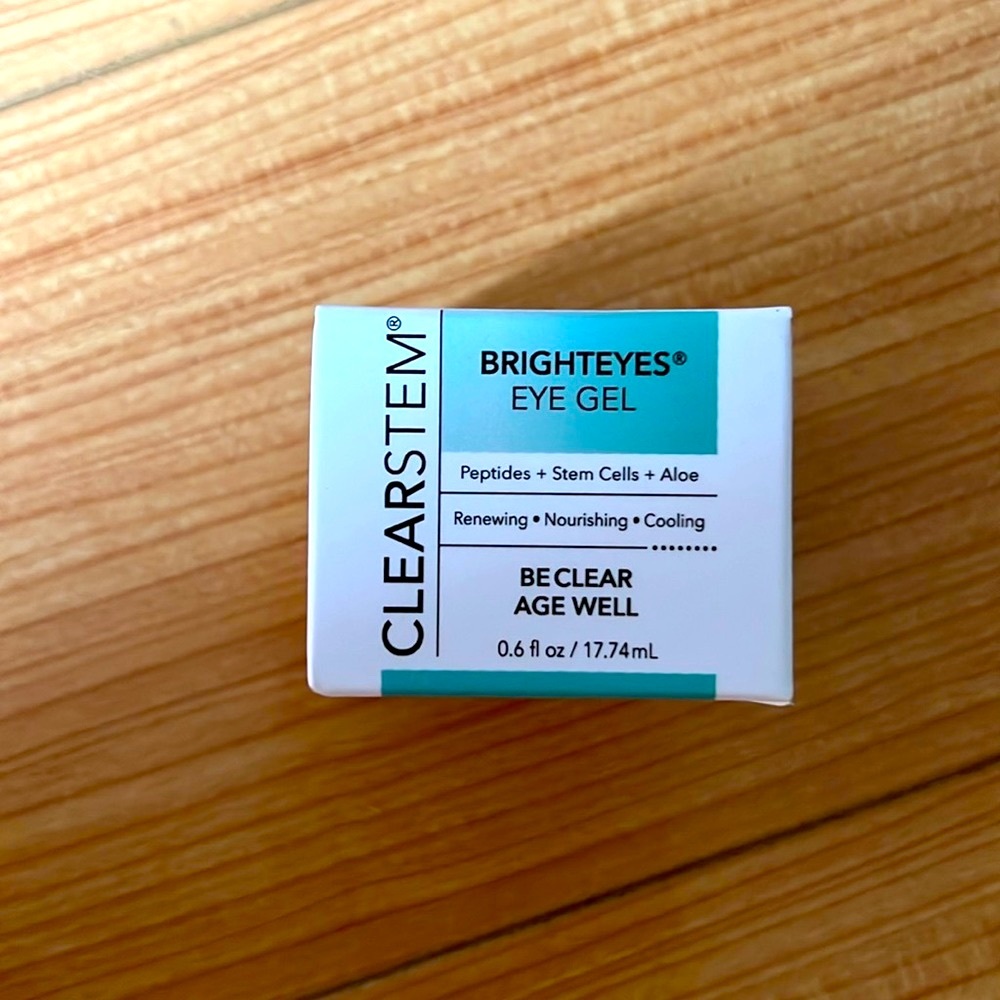 CLEARSTEM®
BRIGHTEYES®
EYE GEL
Peptides + Stem Cells + Aloe
Renewing • Nourishing • Cooling
BE CLEAR
AGE WELL
0.6 fl oz / 17.74mL